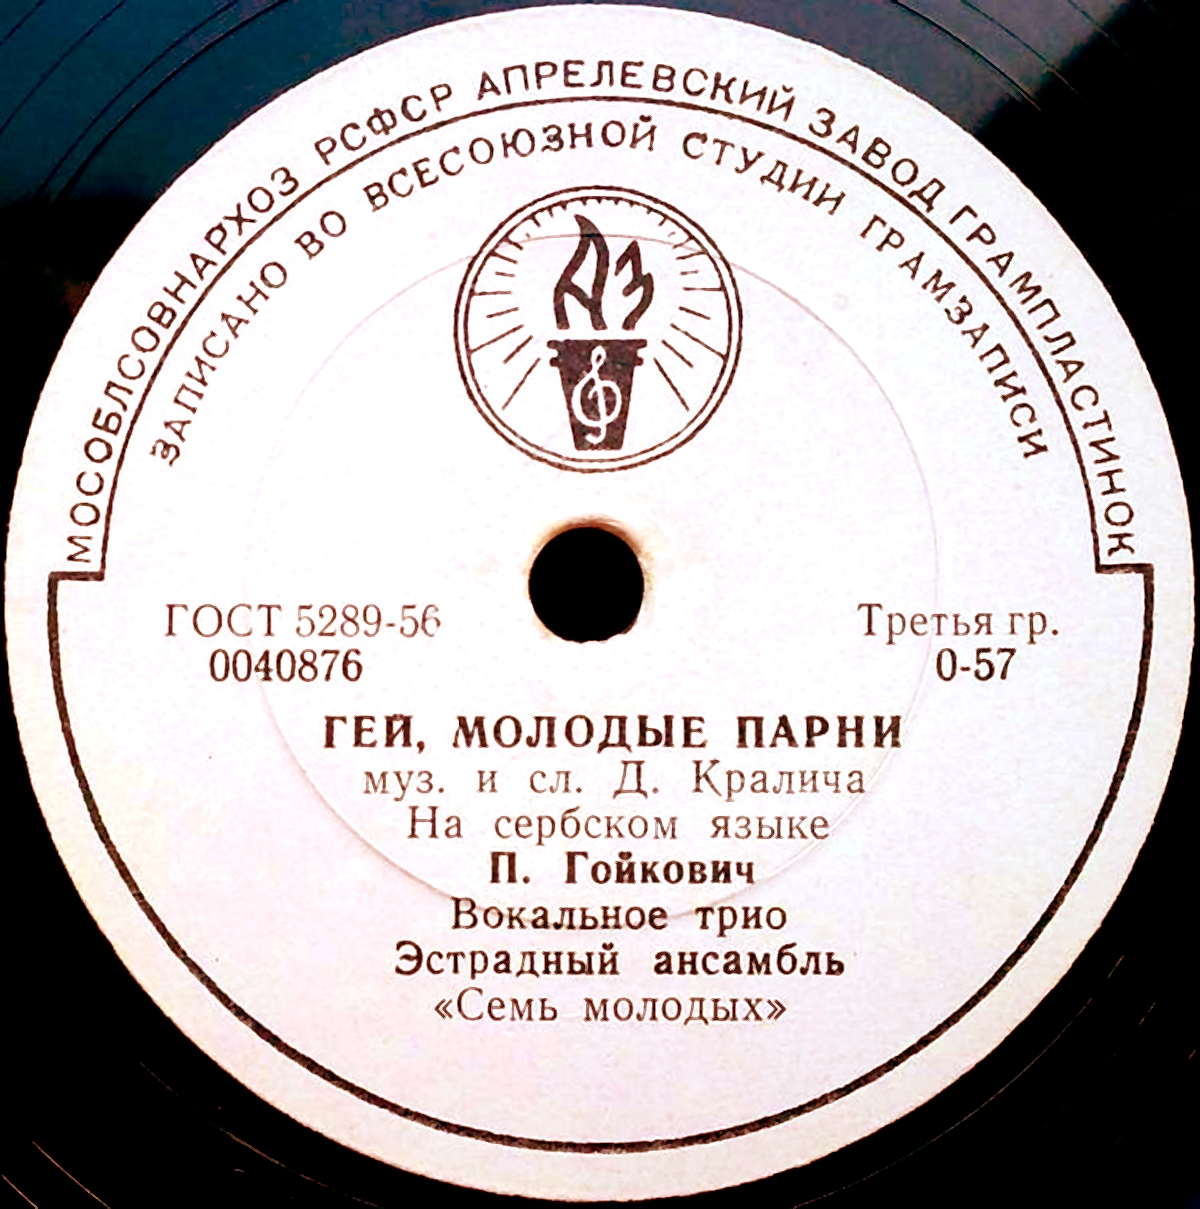 МОСОБЛСОВНАРХОЗ РСФСР АПРЕЛЕВСКИЙ ЗАВОД ГРАМПЛАСТИНОК
ЗАПИСАНО ВО ВСЕСОЮЗНОЙ СТУДИИ ГРАМЗАПИСИ
АЗ
ГОСТ 5289-56
0040876
Третья гр.
0-57
ГЕЙ, МОЛОДЫЕ ПАРНИ
муз. и сл. Д. Кралича
На сербском языке
П. Гойкович
Вокальное трио
Эстрадный ансамбль
«Семь молодых»